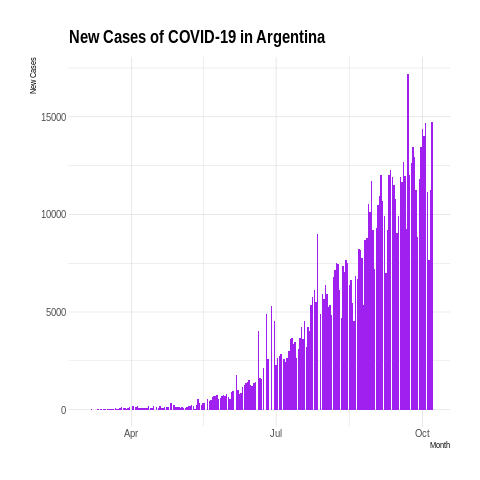 New Cases of COVID-19 in Argentina
New Cases
15000
10000
5000
0
Apr
Jul
Oct
Month